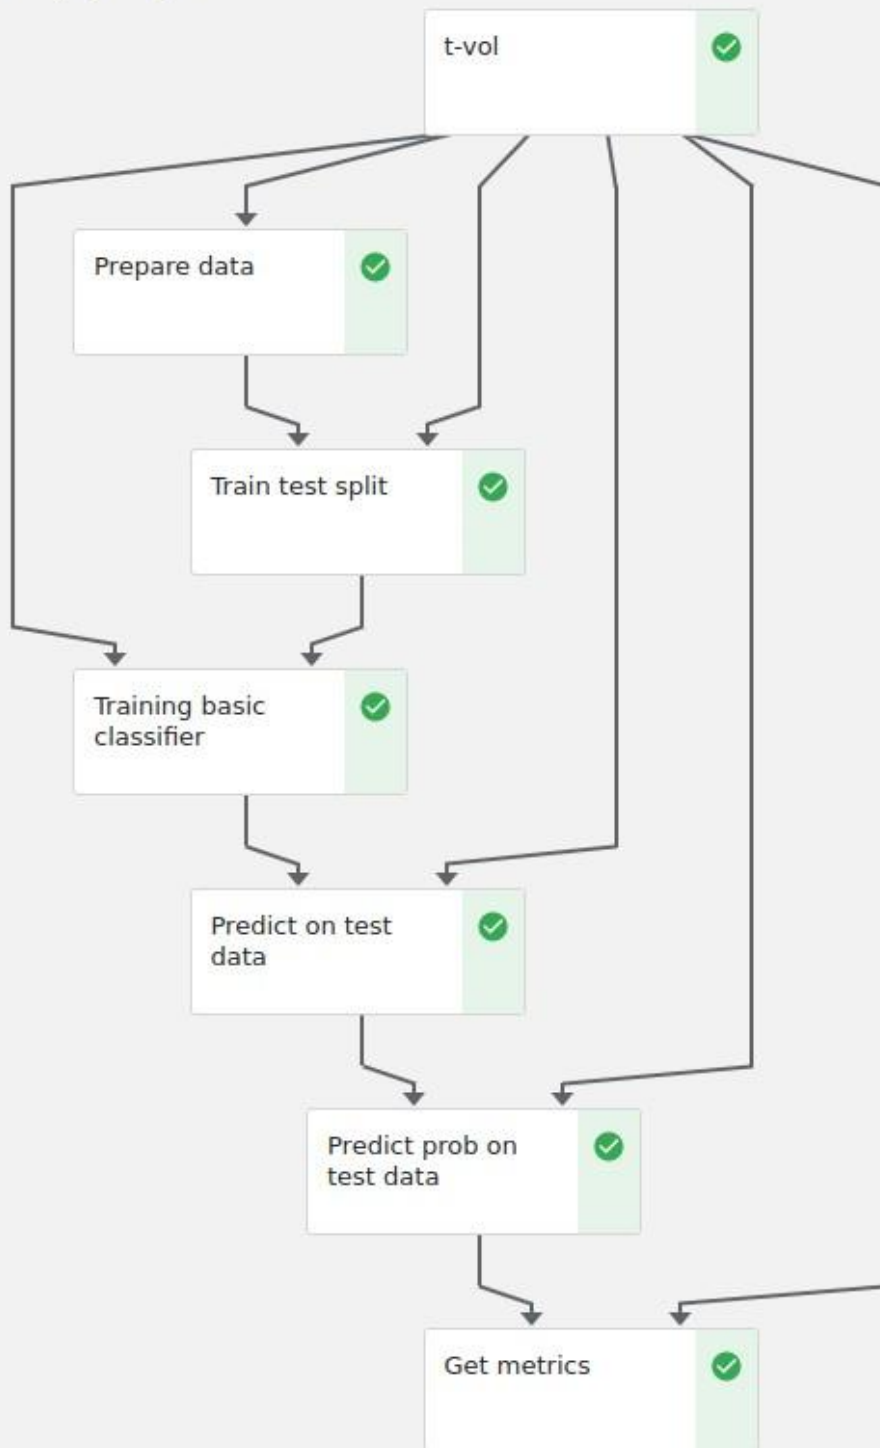 t-vol
Prepare data
Train test split
Training basic
classifier
Predict on test
data
Predict prob on
test data
Get metrics